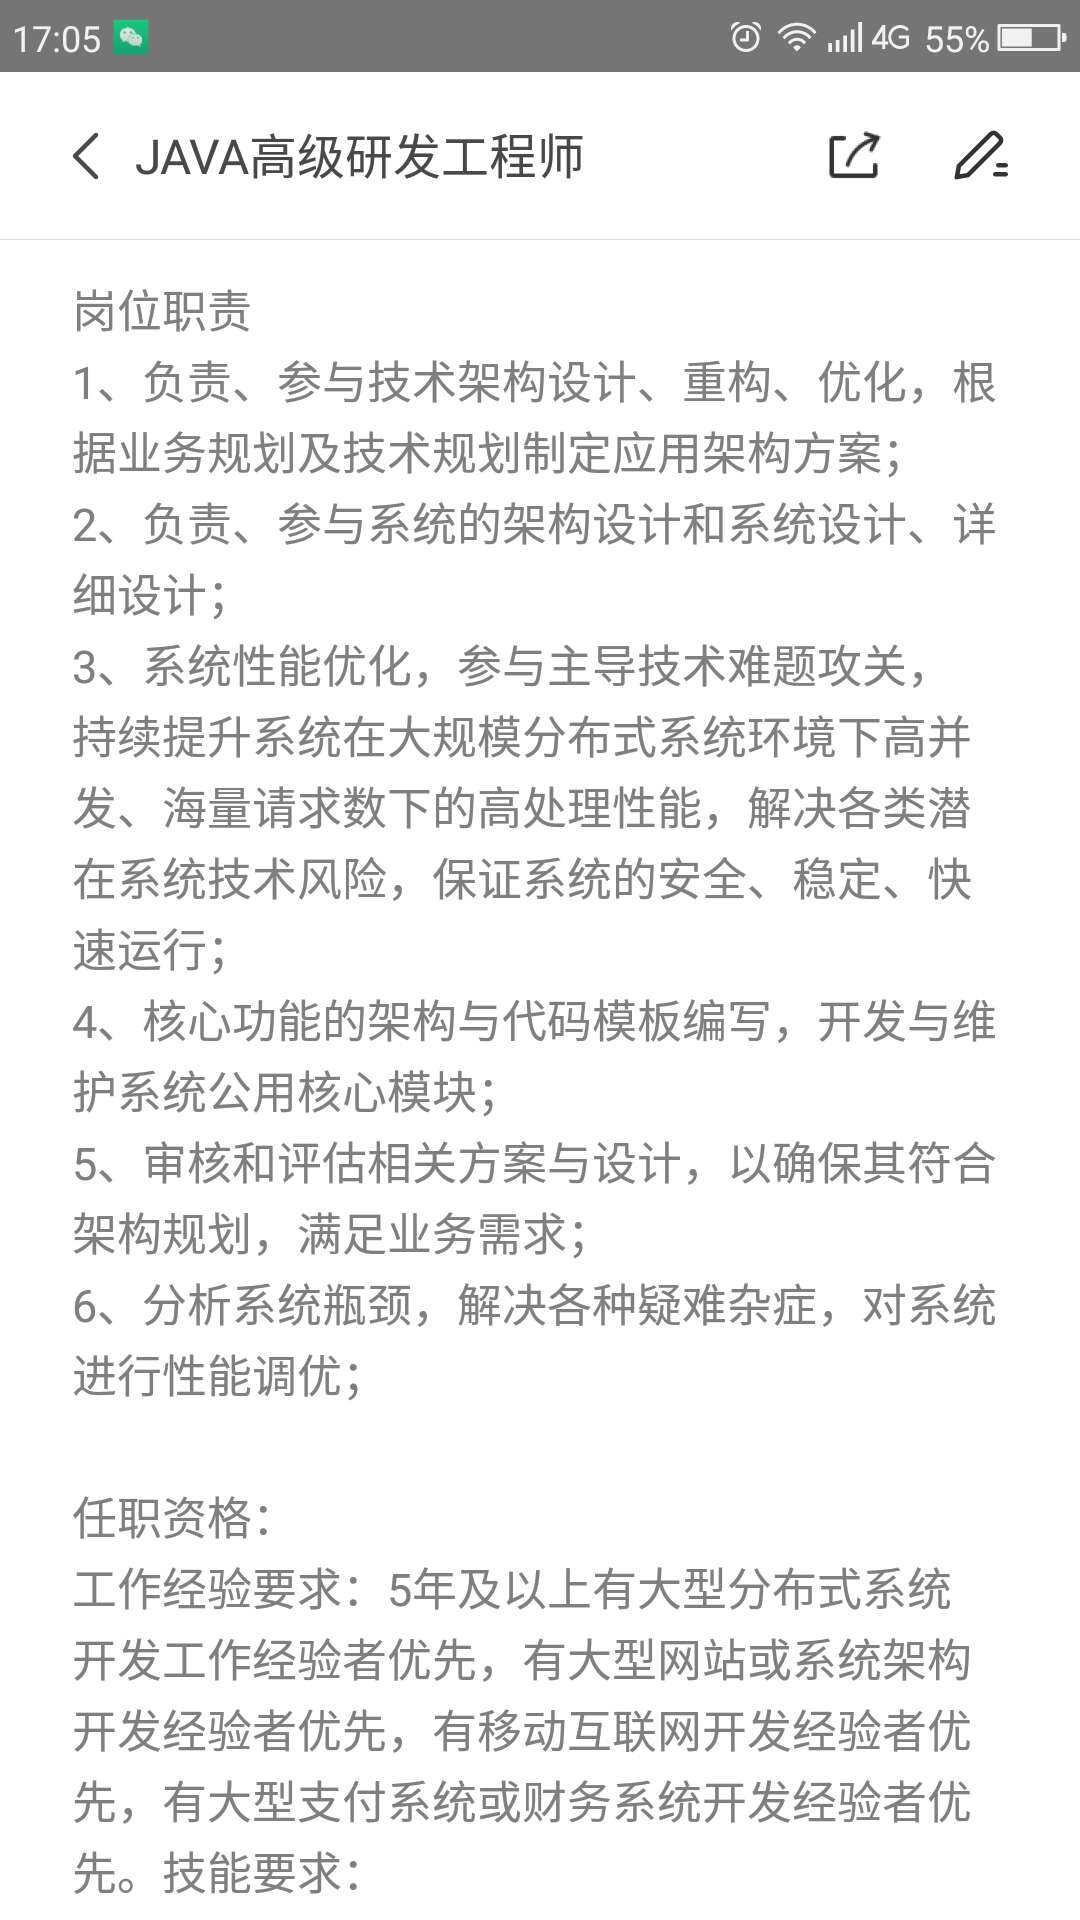 17:05
4G 55%
JAVA高级研发工程师
岗位职责
1、负责、参与技术架构设计、重构、优化，根
据业务规划及技术规划制定应用架构方案；
2、负责、参与系统的架构设计和系统设计、详
细设计；
3、系统性能优化，参与主导技术难题攻关，
持续提升系统在大规模分布式系统环境下高并
发、海量请求数下的高处理性能，解决各类潜
在系统技术风险，保证系统的安全、稳定、快
速运行；
4、核心功能的架构与代码模板编写，开发与维
护系统公用核心模块；
5、审核和评估相关方案与设计，以确保其符合
架构规划，满足业务需求；
6、分析系统瓶颈，解决各种疑难杂症，对系统
进行性能调优；
任职资格：
工作经验要求：5年及以上有大型分布式系统
开发工作经验者优先，有大型网站或系统架构
开发经验者优先，有移动互联网开发经验者优
先，有大型支付系统或财务系统开发经验者优
先。技能要求：